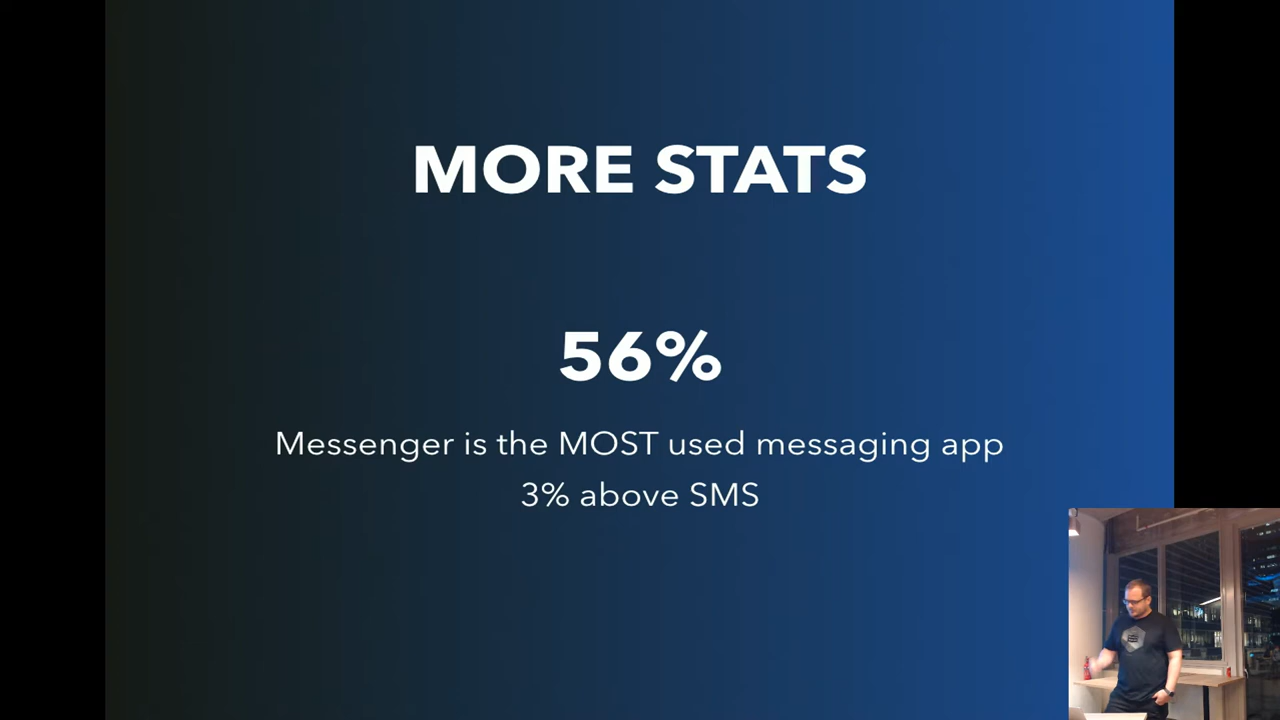 MORE STATS
56%
Messenger is the MOST used messaging app
3% above SMS